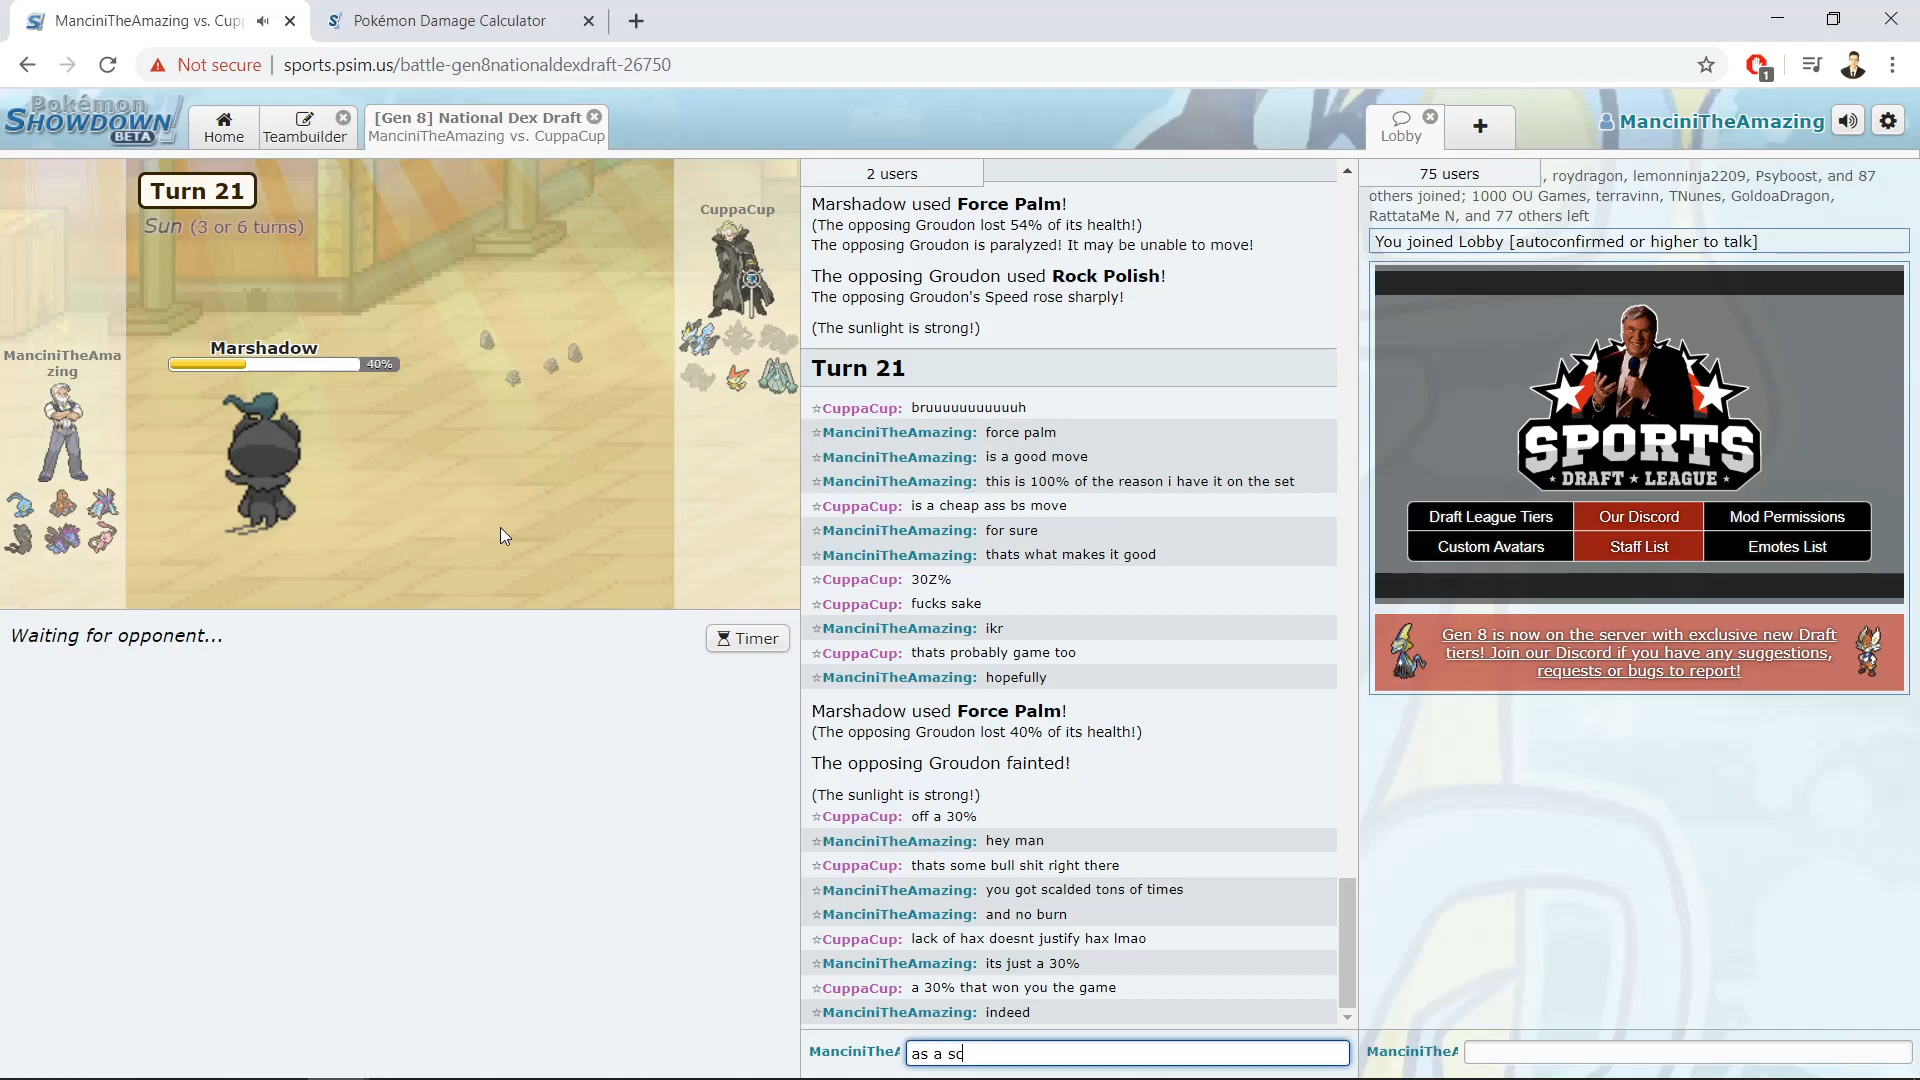 ManciniTheAmazing vs. Cupp
Pokémon Damage Calculator
Not secure
sports.psim.us/battle-gen8nationaldexdraft-26750
1
Pokémon
SHOWDOWN!
BETA
Home
Teambuilder
[Gen 8] National Dex Draft
ManciniTheAmazing vs. CuppaCup
Lobby
ManciniTheAmazing
Turn 21
Sun (3 or 6 turns)
CuppaCup
ManciniTheAma
zing
Marshadow
40%
Waiting for opponent...
Timer
2 users
Marshadow used Force Palm!
(The opposing Groudon lost 54% of its health!)
The opposing Groudon is paralyzed! It may be unable to move!
The opposing Groudon used Rock Polish!
The opposing Groudon's Speed rose sharply!
(The sunlight is strong!)
Turn 21
☆CuppaCup: bruuuuuuuuuuuh
☆ManciniTheAmazing: force palm
☆ManciniTheAmazing: is a good move
☆ManciniTheAmazing: this is 100% of the reason i have it on the set
☆CuppaCup: is a cheap ass bs move
☆ManciniTheAmazing: for sure
☆ManciniTheAmazing: thats what makes it good
☆CuppaCup: 30Z%
☆CuppaCup: fucks sake
☆ManciniTheAmazing: ikr
☆CuppaCup: thats probably game too
☆ManciniTheAmazing: hopefully
Marshadow used Force Palm!
(The opposing Groudon lost 40% of its health!)
The opposing Groudon fainted!
(The sunlight is strong!)
☆CuppaCup: off a 30%
☆ManciniTheAmazing: hey man
☆CuppaCup: thats some bull shit right there
☆ManciniTheAmazing: you got scalded tons of times
☆ManciniTheAmazing: and no burn
☆CuppaCup: lack of hax doesnt justify hax lmao
☆ManciniTheAmazing: its just a 30%
☆CuppaCup: a 30% that won you the game
☆ManciniTheAmazing: indeed
ManciniTheA
as a sc
75 users
, roydragon, lemonninja2209, Psyboost, and 87
others joined; 1000 OU Games, terravinn, TNunes, GoldoaDragon,
RattataMe N, and 77 others left
You joined Lobby [autoconfirmed or higher to talk]
SPORTS
DRAFT ★ LEAGUE
Draft League Tiers
Our Discord
Mod Permissions
Custom Avatars
Staff List
Emotes List
Gen 8 is now on the server with exclusive new Draft
tiers! Join our Discord if you have any suggestions,
requests or bugs to report!
ManciniTheA